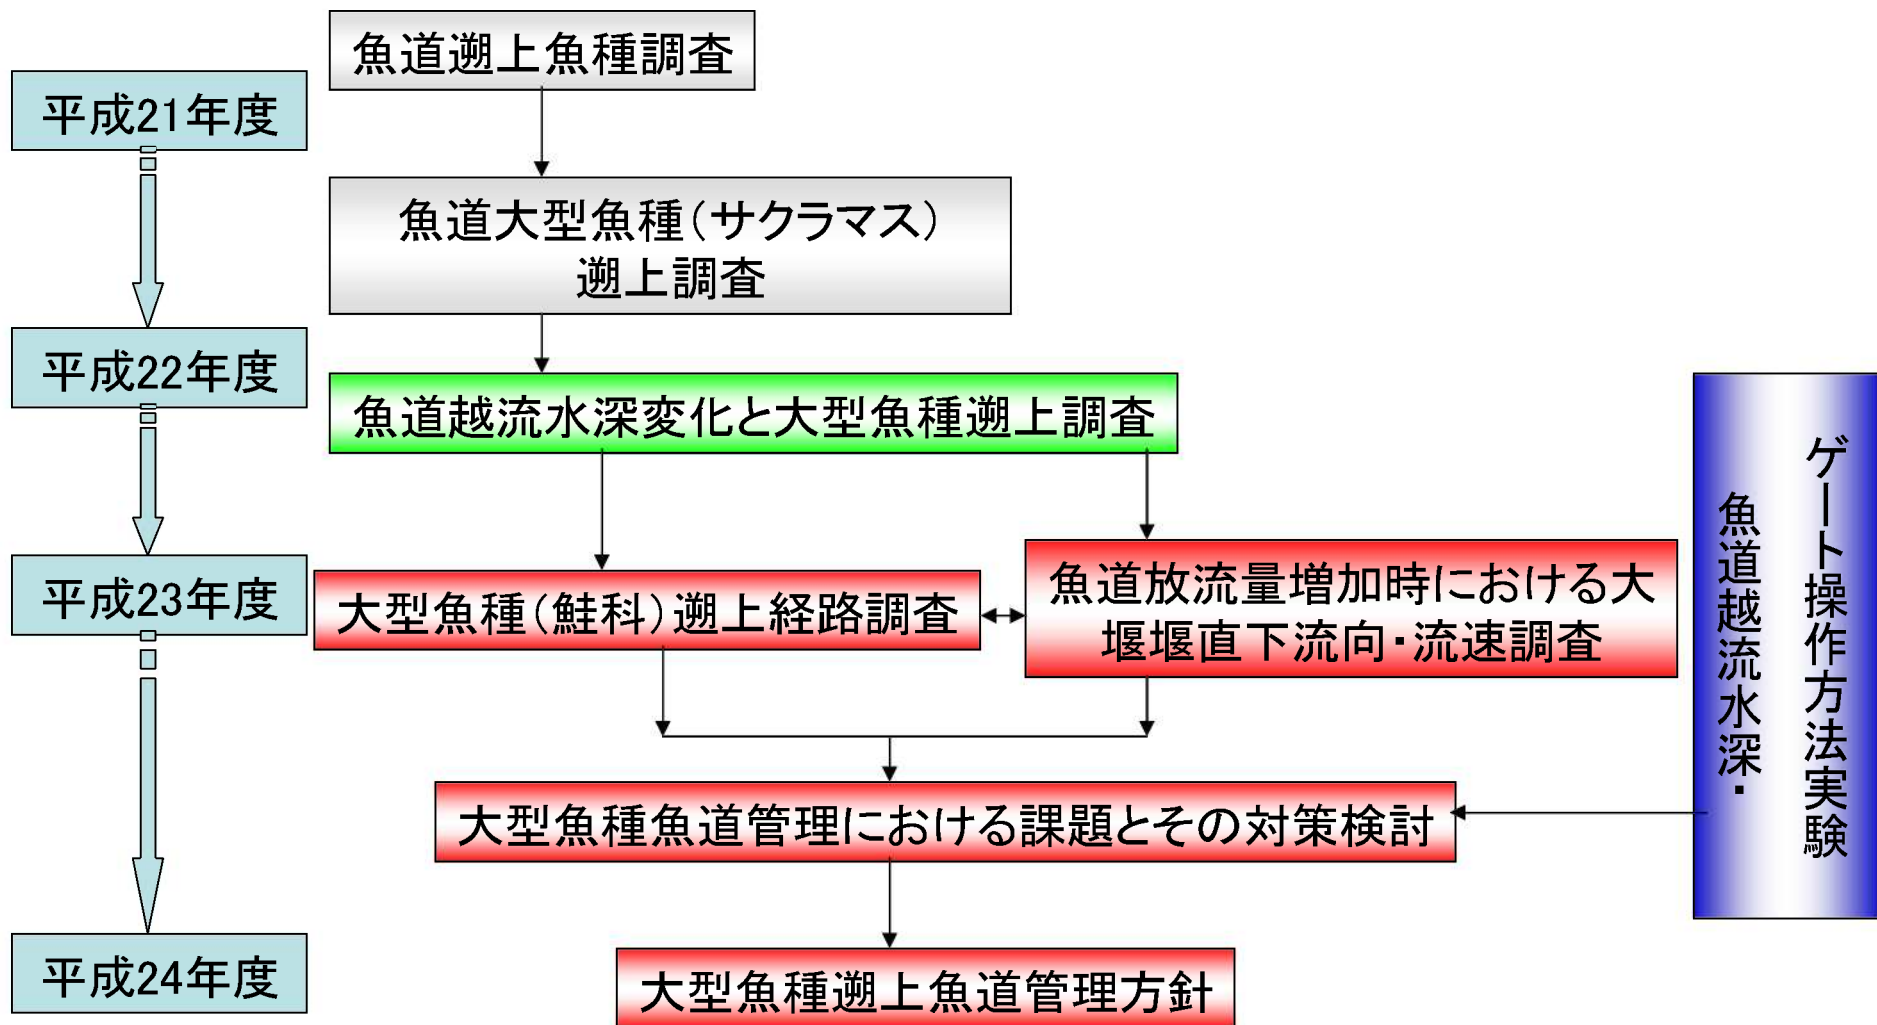 平成21年度
平成22年度
平成23年度
平成24年度
魚道遡上魚種調査
魚道大型魚種（サクラマス）
遡上調査
魚道越流水深変化と大型魚種遡上調査
大型魚種（鮭科）遡上経路調査
魚道放流量増加時における大
堰堰直下流向・流速調査
大型魚種魚道管理における課題とその対策検討
大型魚種遡上魚道管理方針
ゲート操作方法実験
魚道越流水深・